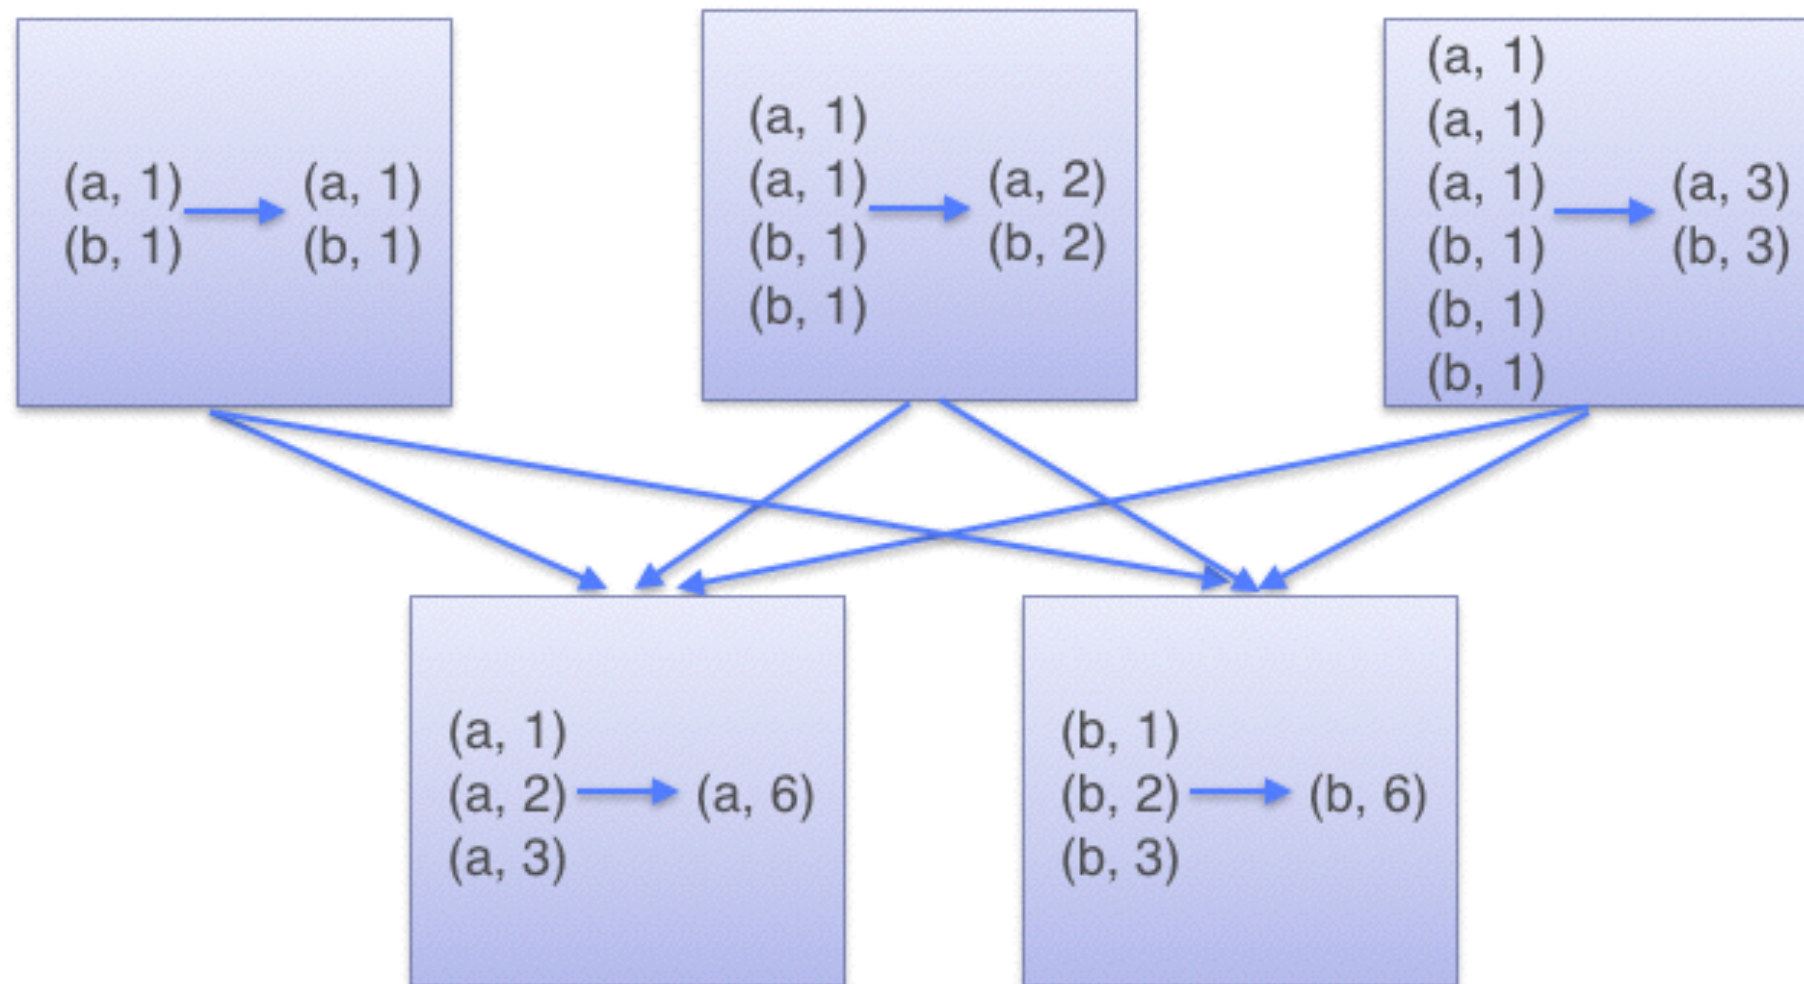 (a, 1)
(b, 1)
(a, 1)
(b, 1)
(a, 1)
(a, 1)
(b, 1)
(b, 1)
(a, 2)
(b, 2)
(a, 1)
(a, 1)
(a, 1)
(b, 1)
(b, 1)
(b, 1)
(a, 3)
(b, 3)
(a, 1)
(a, 2)
(a, 3)
(a, 6)
(b, 1)
(b, 2)
(b, 3)
(b, 6)